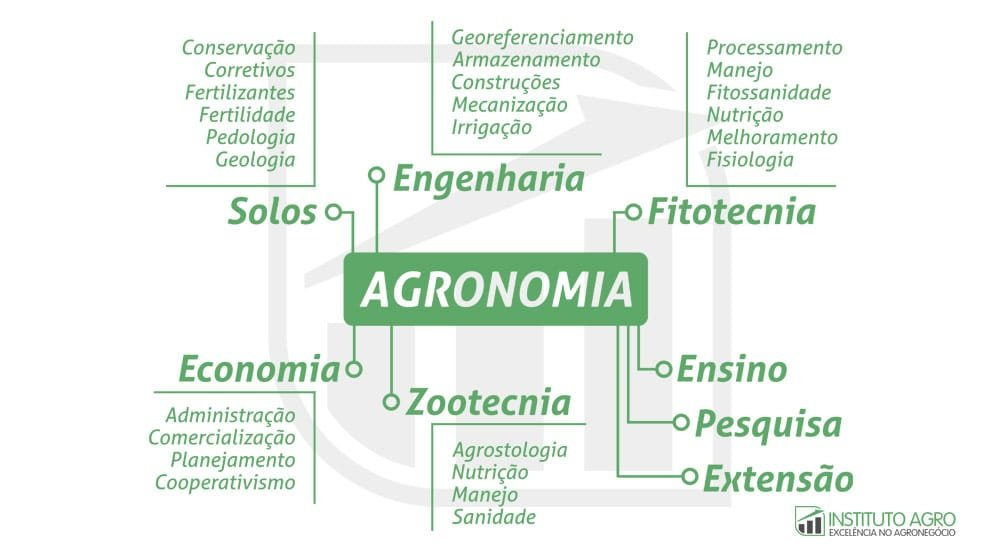 Conservação
Corretivos
Fertilizantes
Fertilidade
Pedologia
Geologia
Solos
Georeferenciamento
Armazenamento
Construções
Mecanização
Irrigação
Engenharia
Processamento
Manejo
Fitossanidade
Nutrição
Melhoramento
Fisiologia
Fitotecnia
AGRONOMIA
Economia
Administração
Comercialização
Planejamento
Cooperativismo
Zootecnia
Agrostologia
Nutrição
Manejo
Sanidade
Ensino
Pesquisa
Extensão
INSTITUTO AGRO
EXCELÊNCIA NO AGRONEGÓCIO